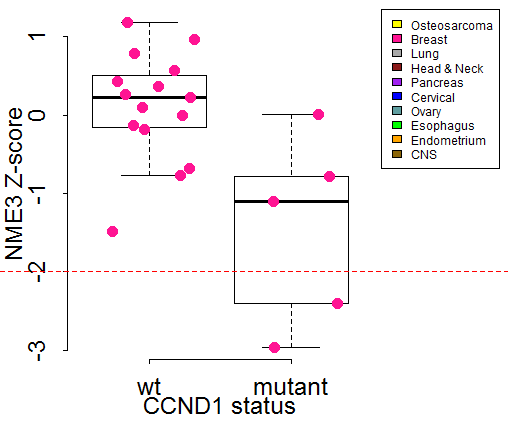 1
0
-1
-2
-3
NME3 Z-score
wt mutant
CCND1 status
Osteosarcoma
Breast
Lung
Head & Neck
Pancreas
Cervical
Ovary
Esophagus
Endometrium
CNS